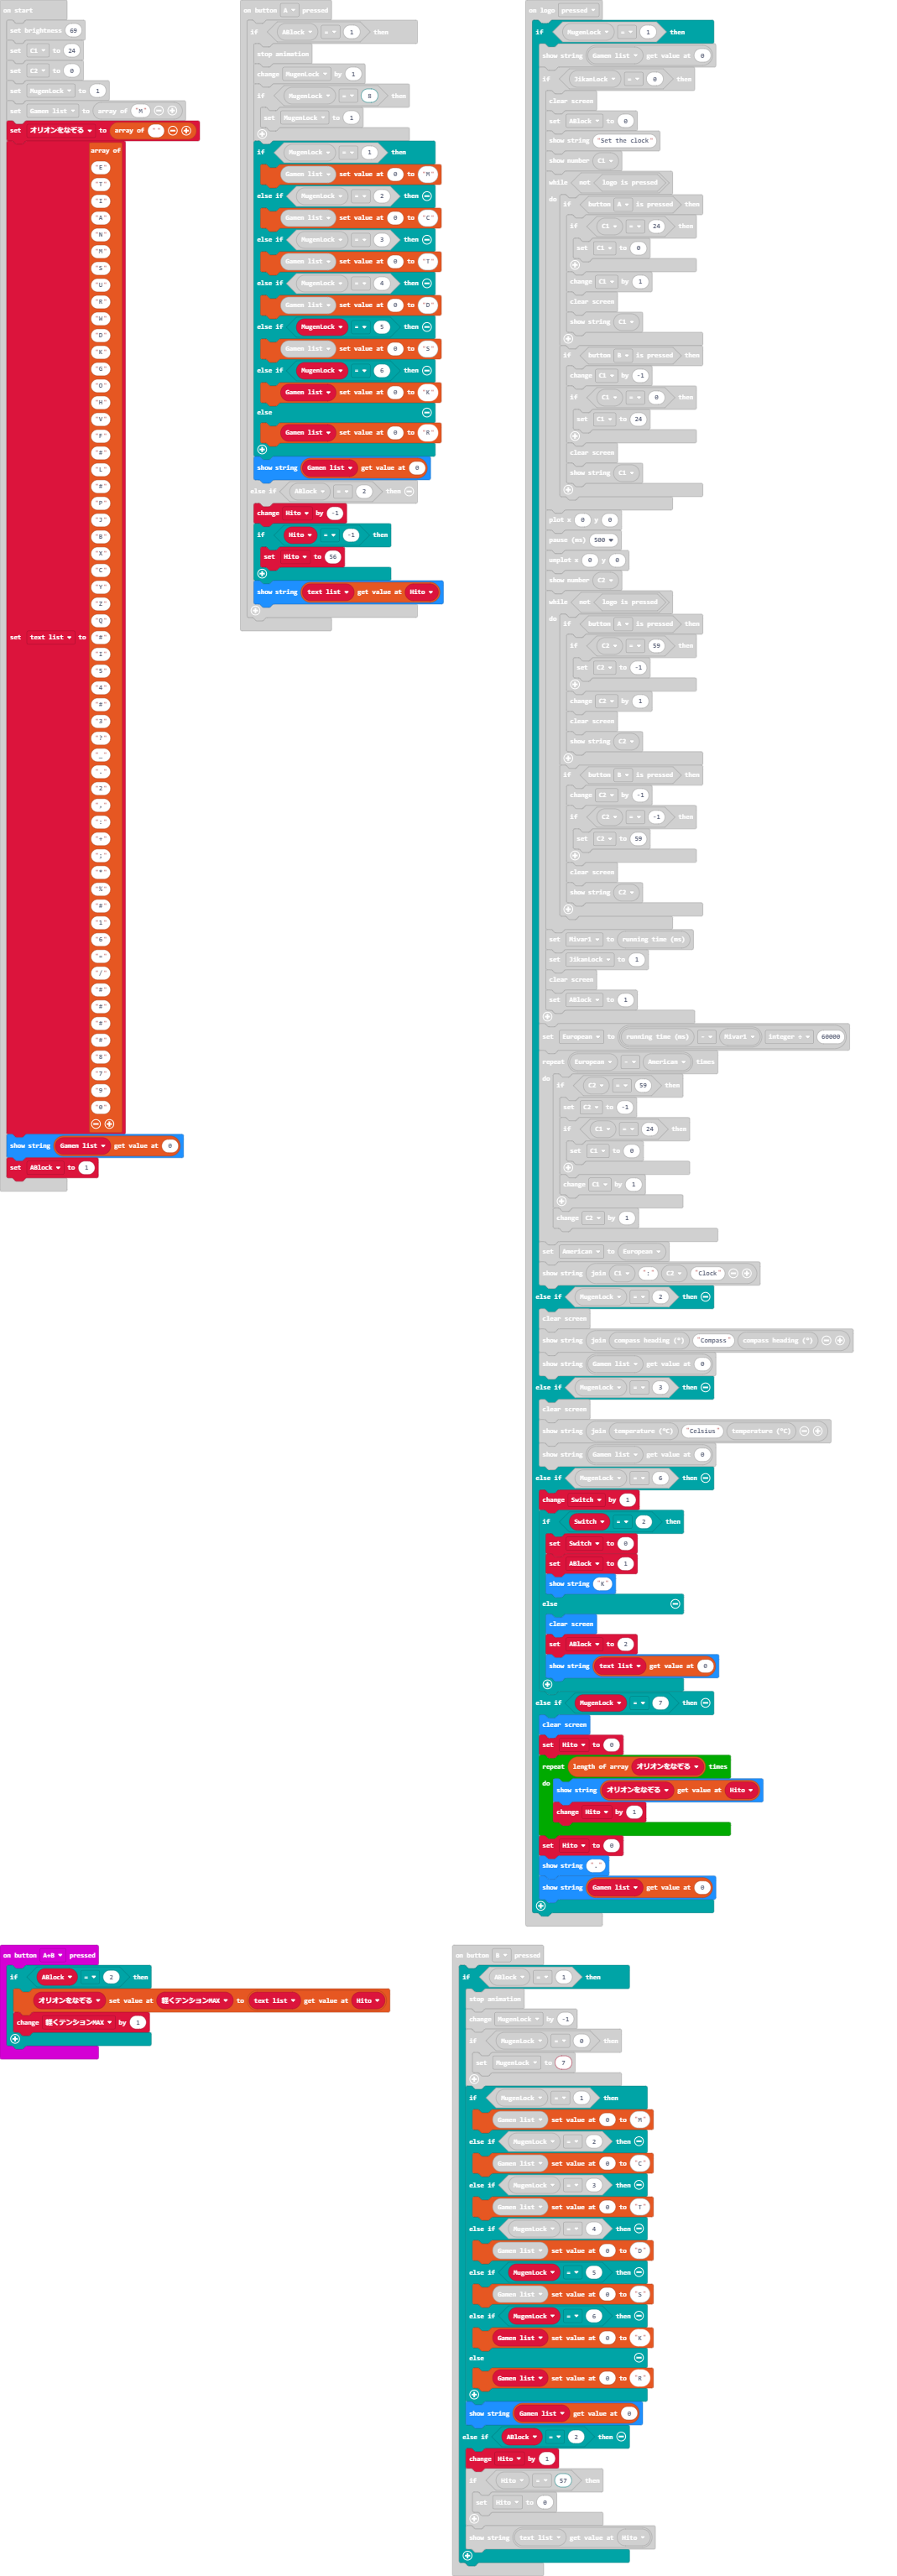 on start
set brightness 69
set C1 to 24
set C2 to 0
set MugenLock to 1
set Gamen list to array of "M"
set オリオンをなぞる to array of ""
set text list to array of
"E"
"T"
"I"
"A"
"N"
"M"
"S"
"U"
"R"
"W"
"D"
"K"
"G"
"O"
"H"
"V"
"F"
"#"
"L"
"#"
"P"
"J"
"B"
"X"
"C"
"Y"
"Z"
"Q"
"#"
"5"
"4"
"#"
"3"
"?"
"_"
"2"
"#"
"1"
"6"
"/"
"#"
"#"
"#"
"#"
"8"
"7"
"9"
"0"
show string Gamen list get value at 0
set ABlock to 1
on button A pressed
if ABlock = 1 then
stop animation
change MugenLock by 1
if MugenLock = 8 then
set MugenLock to 1
if MugenLock = 1 then
Gamen list set value at 0 to "M"
else if MugenLock = 2 then
Gamen list set value at 0 to "C"
else if MugenLock = 3 then
Gamen list set value at 0 to "T"
else if MugenLock = 4 then
Gamen list set value at 0 to "D"
else if MugenLock = 5 then
Gamen list set value at 0 to "S"
else if MugenLock = 6 then
Gamen list set value at 0 to "K"
else
Gamen list set value at 0 to "R"
show string Gamen list get value at 0
else if ABlock = 2 then
change Hito by -1
if Hito = -1 then
set Hito to 56
show string text list get value at Hito
on logo pressed
if MugenLock = 1 then
show string Gamen list get value at 0
if JikanLock = 0 then
clear screen
set ABlock to 0
show string "Set the clock"
show number C1
while not logo is pressed
do if button A is pressed then
if C1 = 24 then
set C1 to 0
change C1 by 1
clear screen
show string C1
if button B is pressed then
change C1 by -1
if C1 = 0 then
set C1 to 24
clear screen
show string C1
plot x 0 y 0
pause (ms) 500
unplot x 0 y 0
show number C2
while not logo is pressed
do if button A is pressed then
if C2 = 59 then
set C2 to -1
change C2 by 1
clear screen
show string C2
if button B is pressed then
change C2 by -1
if C2 = -1 then
set C2 to 59
clear screen
show string C2
set Mivari to running time (ms)
set JikanLock to 1
clear screen
set ABlock to 1
set European to running time (ms) - Mivari integer ÷ 60000
repeat European - American times
do if C2 = 59 then
set C2 to -1
if C1 = 24 then
set C1 to 0
change C1 by 1
change C2 by 1
set American to European
show string join C1 ":" C2 "Clock"
else if MugenLock = 2 then
clear screen
show string join compass heading (°) "Compass" compass heading (°)
show string Gamen list get value at 0
else if MugenLock = 3 then
clear screen
show string join temperature (°C) "Celsius" temperature (°C)
show string Gamen list get value at 0
else if MugenLock = 6 then
change Switch by 1
if Switch = 2 then
set Switch to 0
set ABlock to 1
show string "K"
else
clear screen
set ABlock to 2
show string text list get value at 0
else if MugenLock = 7 then
clear screen
set Hito to 0
repeat length of array オリオンをなぞる times
do show string オリオンをなぞる get value at Hito
change Hito by 1
set Hito to 0
show string "."
show string Gamen list get value at 0
on button A+B pressed
if ABlock = 2 then
オリオンをなぞる set value at 軽くテンションMAX to text list get value at Hito
change 軽くテンションMAX by 1
on button B pressed
if ABlock = 1 then
stop animation
change MugenLock by -1
if MugenLock = 0 then
set MugenLock to 7
if MugenLock = 1 then
Gamen list set value at 0 to "M"
else if MugenLock = 2 then
Gamen list set value at 0 to "C"
else if MugenLock = 3 then
Gamen list set value at 0 to "T"
else if MugenLock = 4 then
Gamen list set value at 0 to "D"
else if MugenLock = 5 then
Gamen list set value at 0 to "S"
else if MugenLock = 6 then
Gamen list set value at 0 to "K"
else
Gamen list set value at 0 to "R"
show string Gamen list get value at 0
else if ABlock = 2 then
change Hito by 1
if Hito = 57 then
set Hito to 0
show string text list get value at Hito